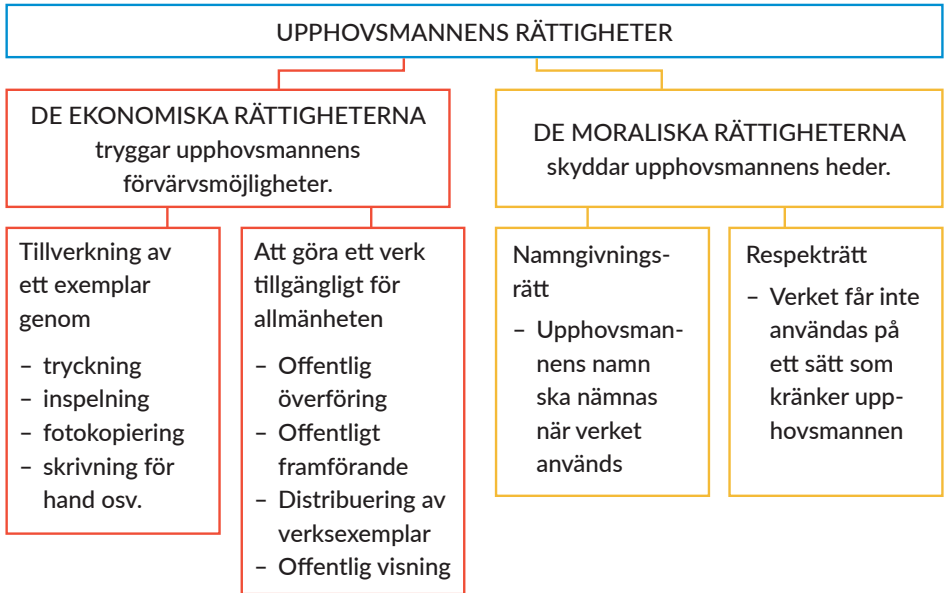 UPPHOVSMANNENS RÄTTIGHETER
DE EKONOMISKA RÄTTIGHETERNA
tryggar upphovsmannens
förvärvsmöjligheter.
DE MORALISKA RÄTTIGHETERNA
skyddar upphovsmannens heder.
Tillverkning av
ett exemplar
genom
– tryckning
– inspelning
– fotokopiering
– skrivning för
hand osv.
Att göra ett verk
tillgängligt för
allmänheten
– Offentlig
överföring
– Offentligt
framförande
– Distribuering av
verksexemplar
– Offentlig visning
Namngivnings-
rätt
– Upphovsman-
nens namn
ska nämnas
när verket
används
Respekträtt
– Verket får inte
användas på
ett sätt som
kränker upp-
hovsmannen